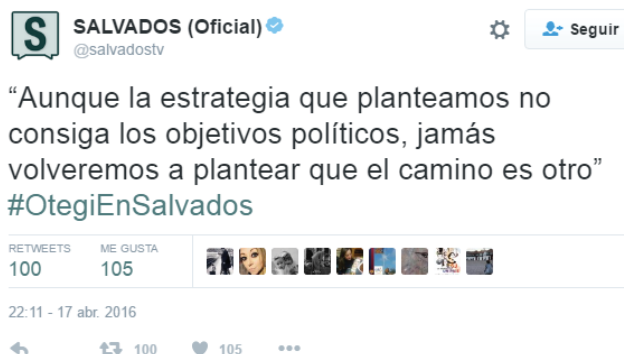 S
SALVADOS (Oficial)
@salvadostv
Seguir
“Aunque la estrategia que planteamos no
consiga los objetivos políticos, jamás
volveremos a plantear que el camino es otro”
#OtegiEnSalvados
RETWEETS ME GUSTA
100 105
22:11 - 17 abr. 2016
100 105